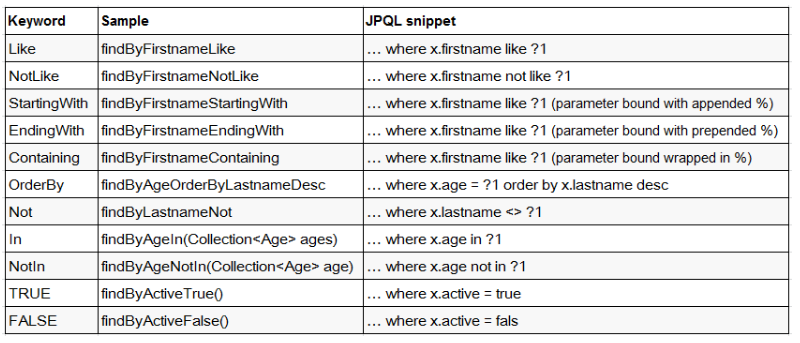 Keyword Sample JPQL snippet
Like findByFirstnameLike … where x.firstname like ?1
NotLike findByFirstnameNotLike … where x.firstname not like ?1
StartingWith findByFirstnameStartingWith … where x.firstname like ?1 (parameter bound with appended %)
EndingWith findByFirstnameEndingWith … where x.firstname like ?1 (parameter bound with prepended %)
Containing findByFirstnameContaining … where x.firstname like ?1 (parameter bound wrapped in %)
OrderBy findByAgeOrderByLastnameDesc … where x.age = ?1 order by x.lastname desc
Not findByLastnameNot … where x.lastname <> ?1
In findByAgeIn(Collection<Age> ages) … where x.age in ?1
NotIn findByAgeNotIn(Collection<Age> age) … where x.age not in ?1
TRUE findByActiveTrue() … where x.active = true
FALSE findByActiveFalse() … where x.active = fals